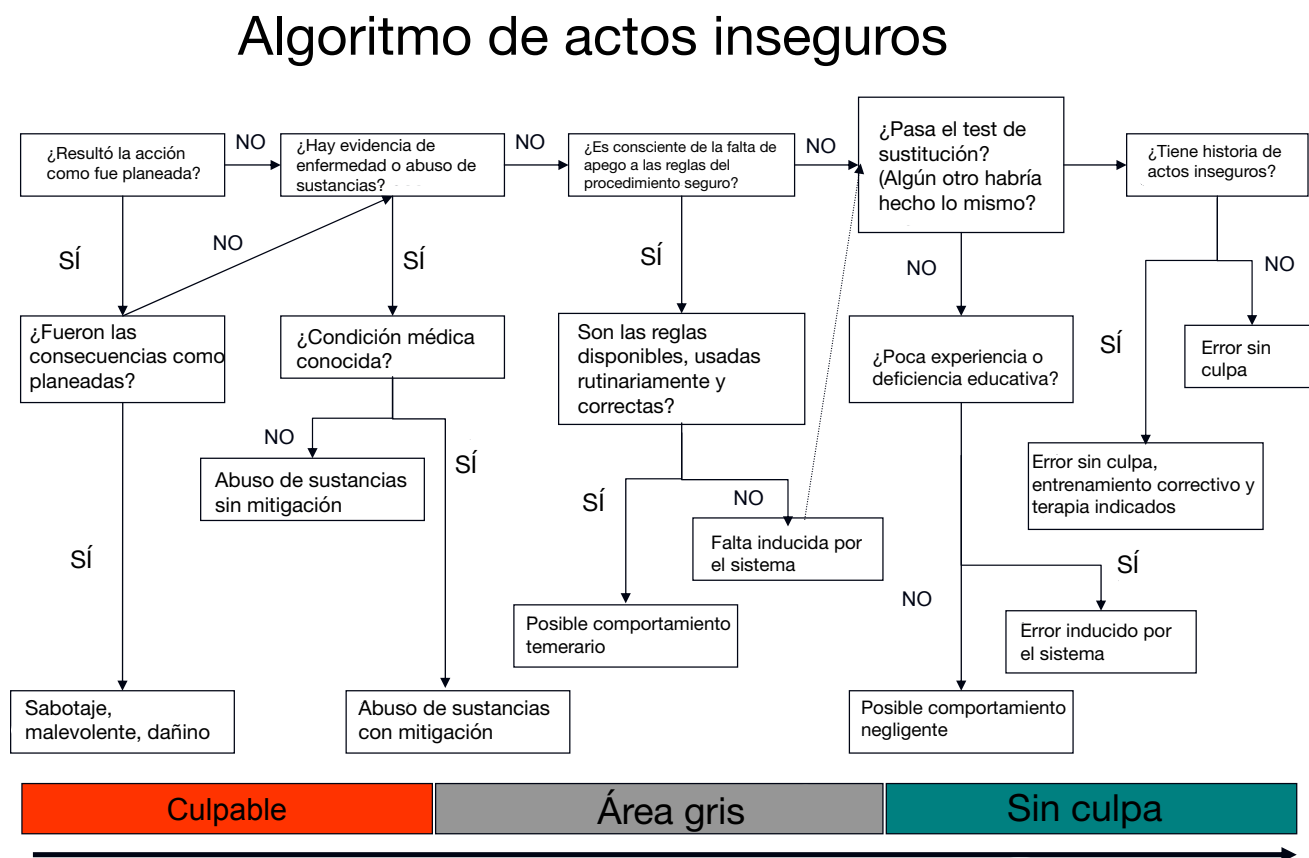 Algoritmo de actos inseguros
¿Resultó la acción
como fue planeada?
NO
¿Hay evidencia de
enfermedad o abuso de
sustancias?
NO
¿Es consciente de la falta de
apego a las reglas del
procedimiento seguro?
NO
¿Pasa el test de
sustitución?
(Algún otro habría
hecho lo mismo?
¿Tiene historia de
actos inseguros?
SÍ
NO
SÍ
SÍ
NO
NO
¿Fueron las
consecuencias como
planeadas?
¿Condición médica
conocida?
Son las reglas
disponibles, usadas
rutinariamente y
correctas?
¿Poca experiencia o
deficiencia educativa?
SÍ
Error sin
culpa
NO
Abuso de sustancias
sin mitigación
SÍ
SÍ
NO
Error sin culpa,
entrenamiento correctivo y
terapia indicados
Falta inducida por
el sistema
SÍ
SÍ
NO
Posible comportamiento
temerario
Error inducido por
el sistema
Sabotaje,
malevolente, dañino
Abuso de sustancias
con mitigación
Posible comportamiento
negligente
Culpable
Área gris
Sin culpa